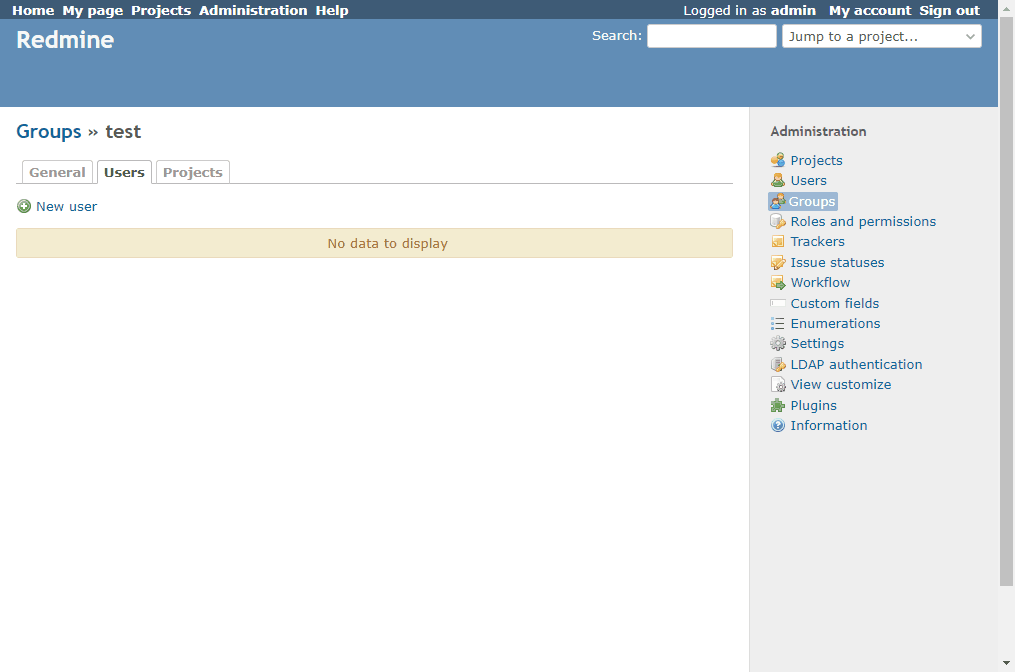 Home My page Projects Administration Help Logged in as admin My account Sign out
Redmine Search: Jump to a project...
Groups » test
General Users Projects
New user
No data to display
Administration
Projects
Users
Groups
Roles and permissions
Trackers
Issue statuses
Workflow
Custom fields
Enumerations
Settings
LDAP authentication
View customize
Plugins
Information